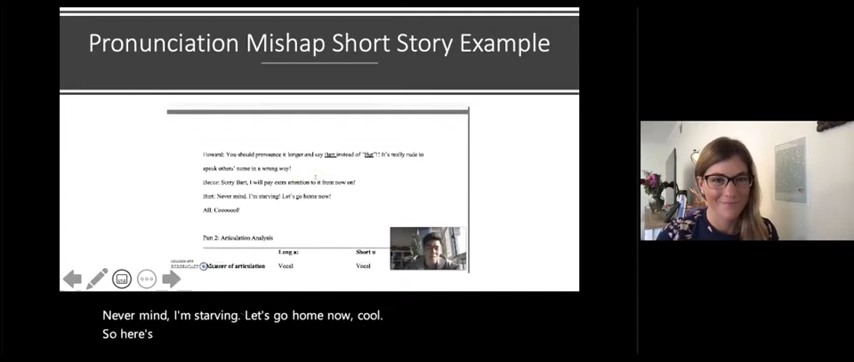 Pronunciation Mishap Short Story Example
Howard: You should pronounce it longer and say Bart instead of "But"! It's really rude to
speak others' name in a wrong way!
Becca: Sorry Bart, I will pay extra attention to it from now on!
Bart: Never mind. I'm starving! Let's go home now!
All: Cooooool!
Part 2: Articulation Analysis
Long a: Short u
Manner of articulation Vocal Vocal
Never mind, I'm starving. Let's go home now, cool.
So here's